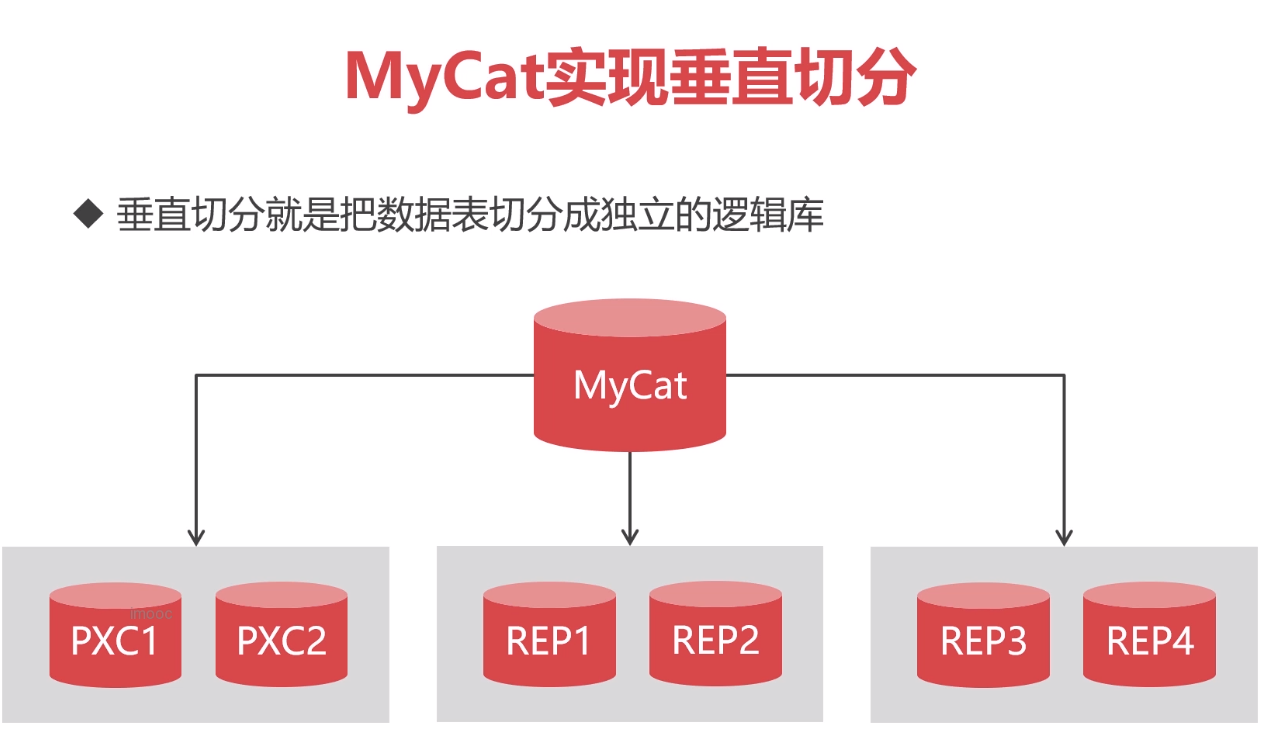 MyCat实现垂直切分
垂直切分就是把数据表切分成独立的逻辑库
MyCat
imooc
PXC1
PXC2
REP1
REP2
REP3
REP4